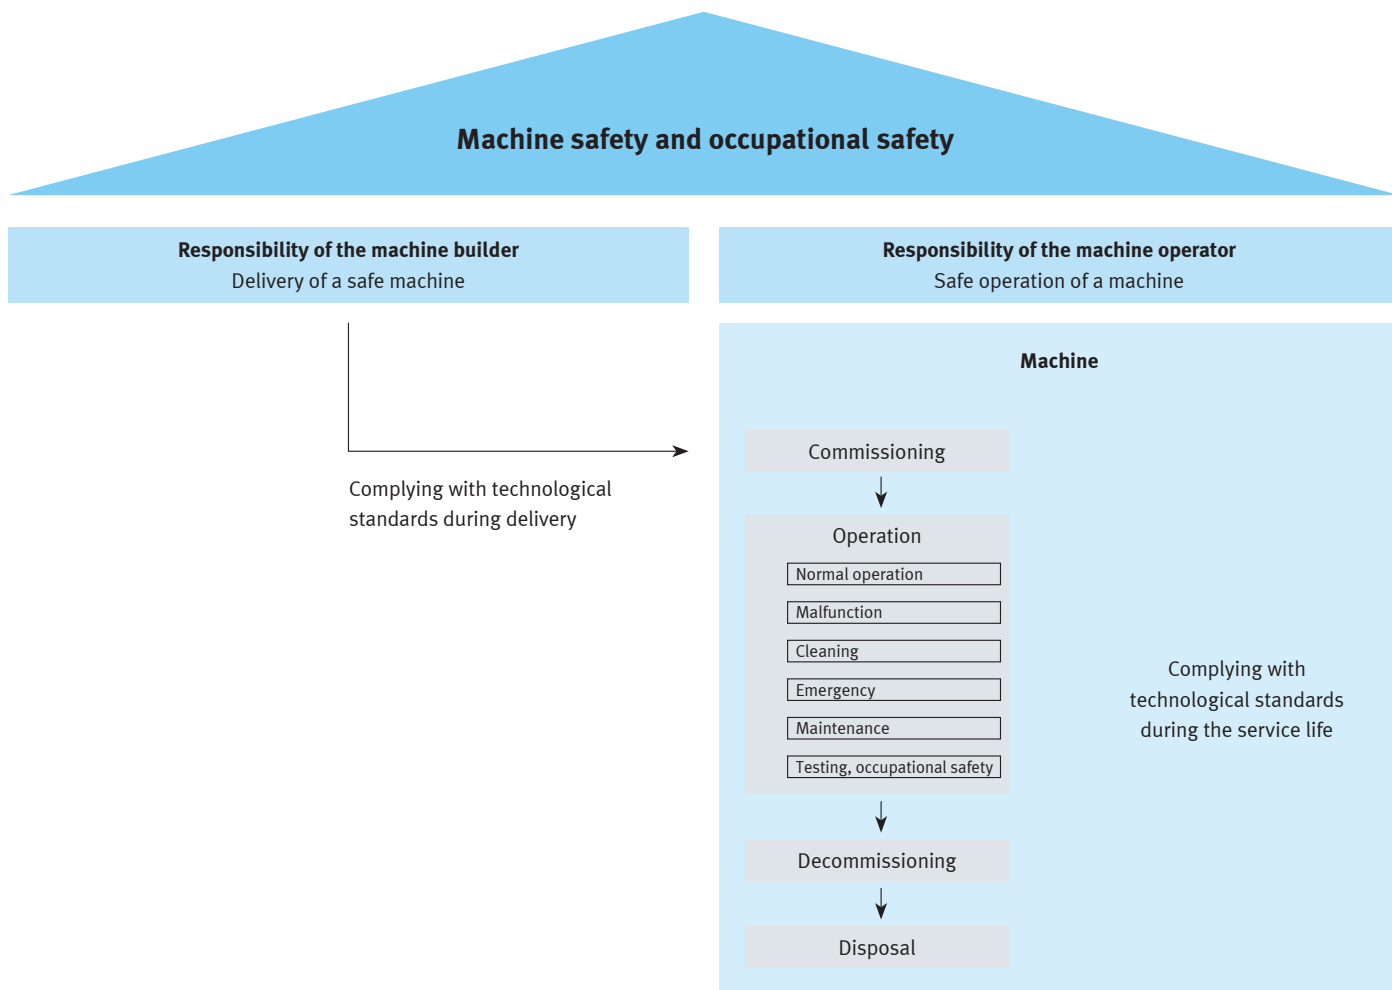 Machine safety and occupational safety
Responsibility of the machine builder
Delivery of a safe machine
Responsibility of the machine operator
Safe operation of a machine
Complying with technological
standards during delivery
Machine
Commissioning
Operation
Normal operation
Malfunction
Cleaning
Emergency
Maintenance
Testing, occupational safety
Decommissioning
Disposal
Complying with
technological standards
during the service life